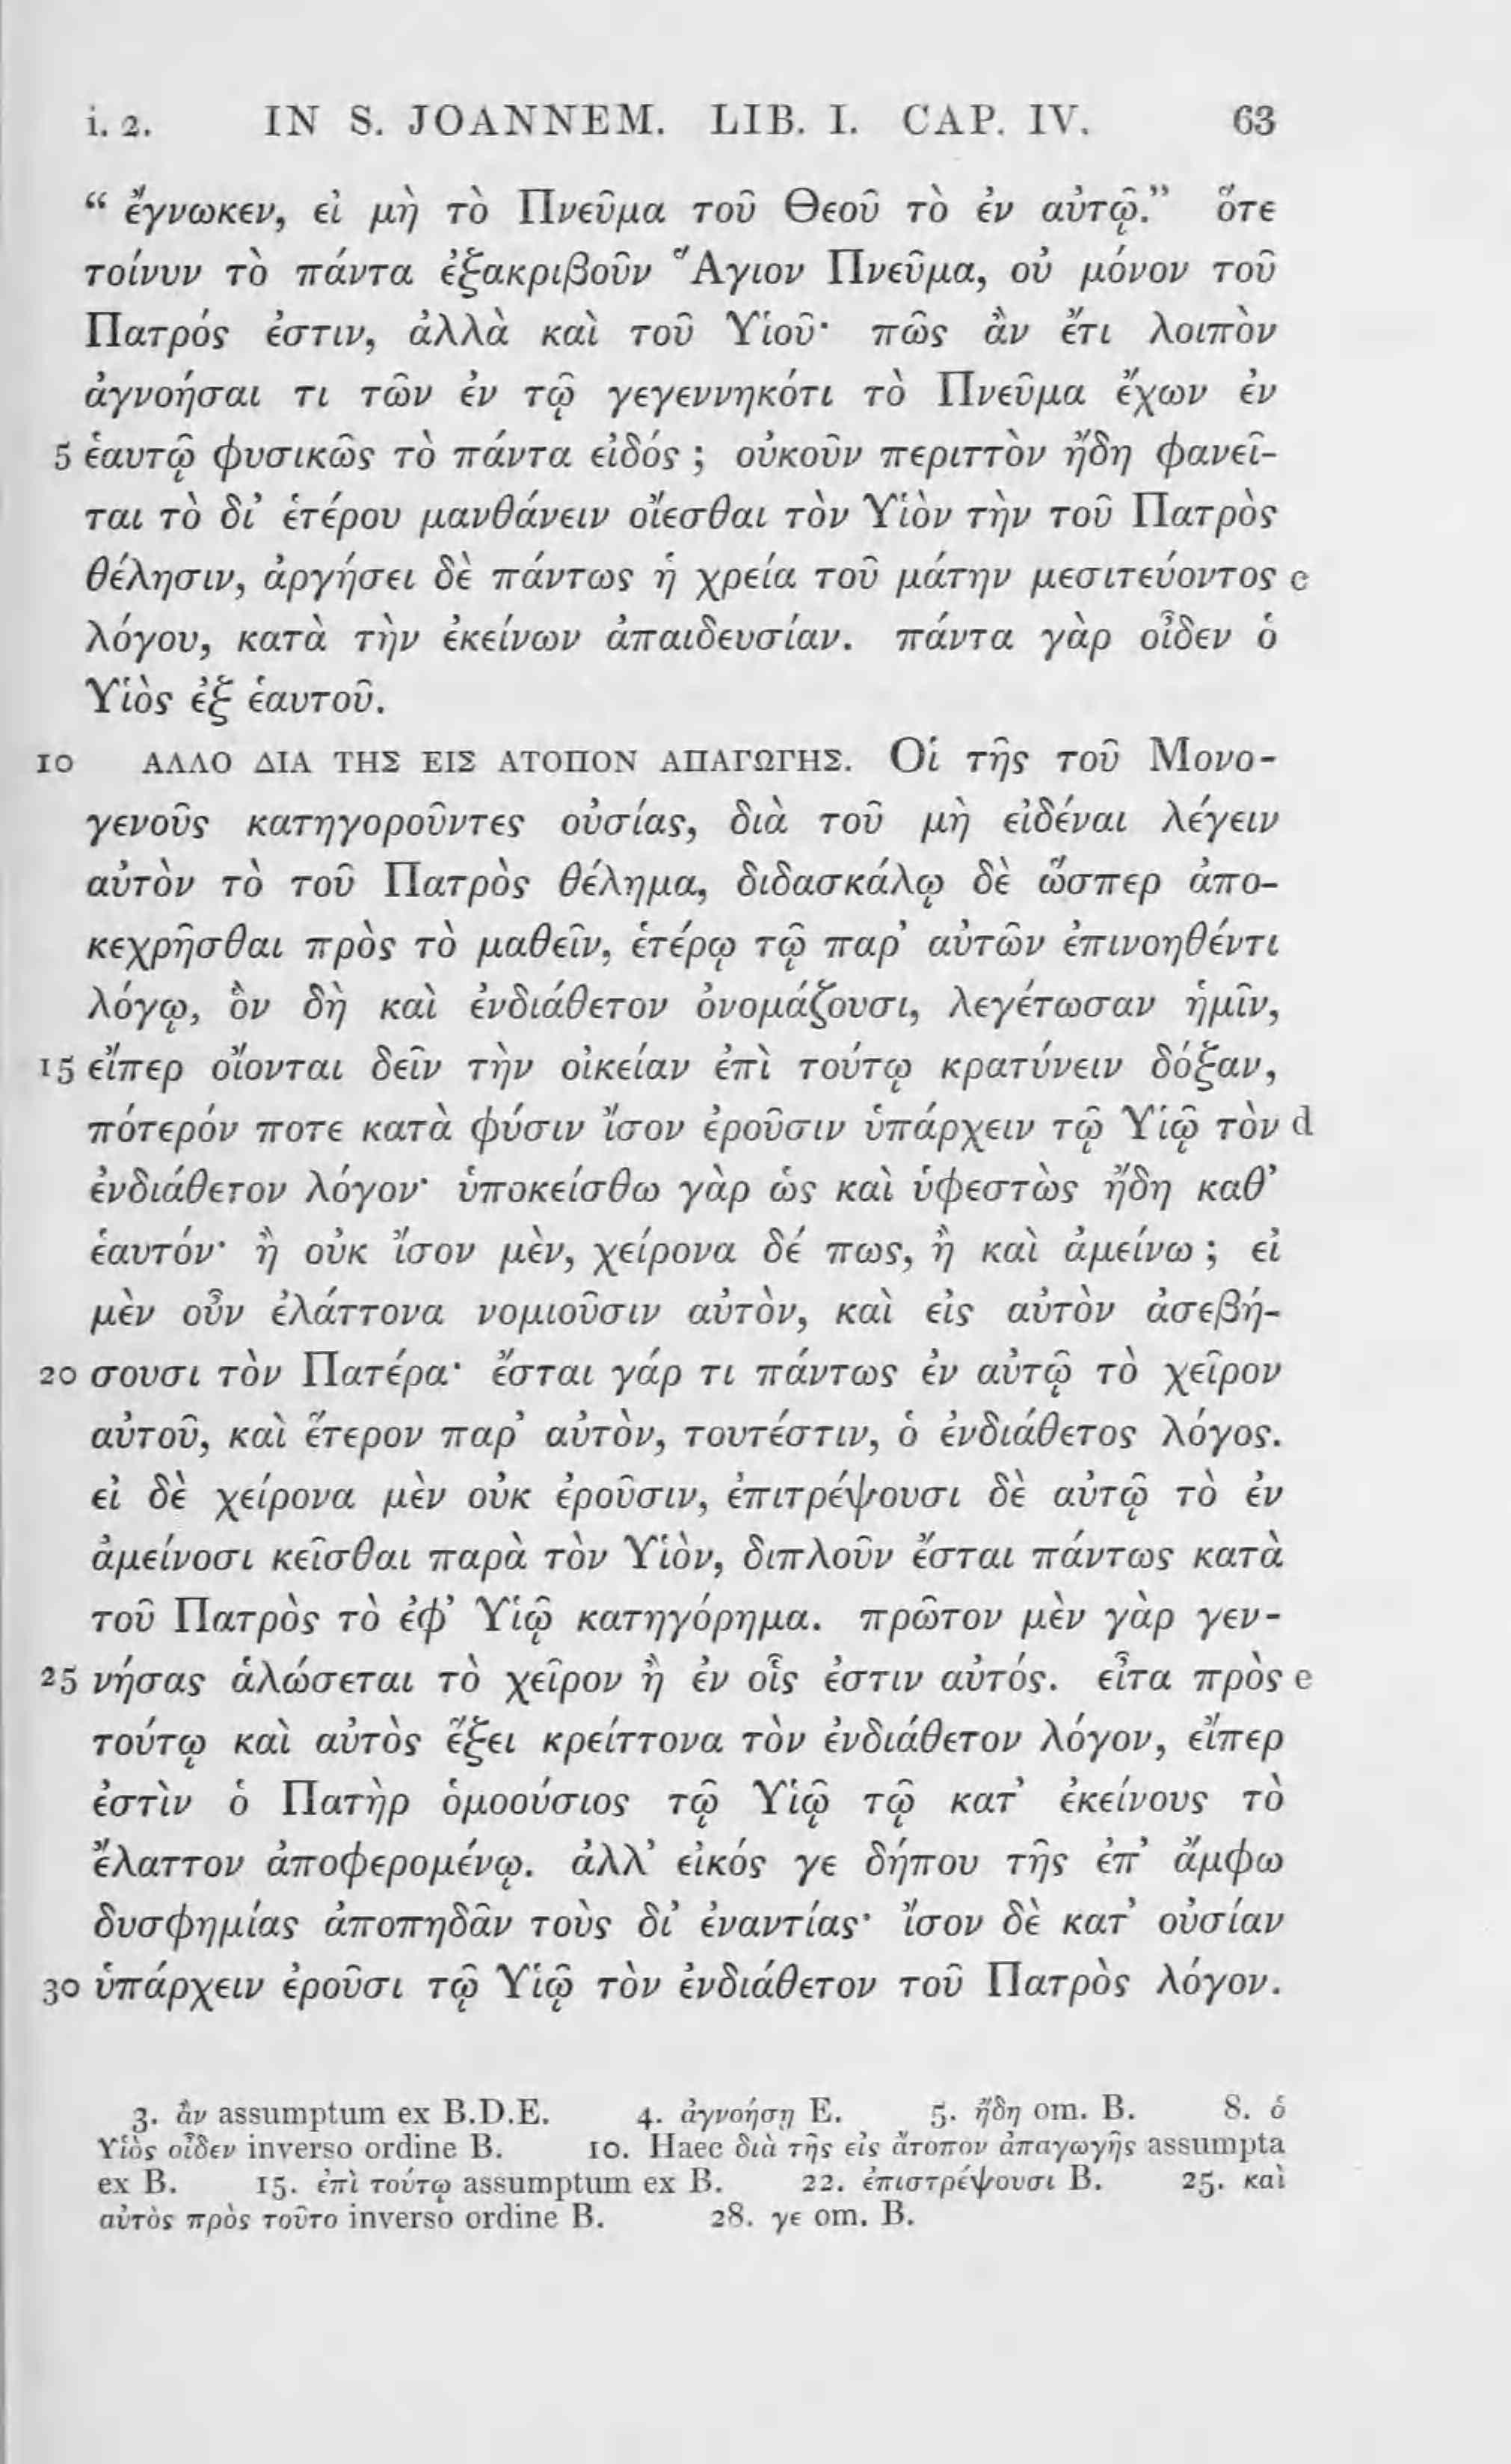 i. 2. IN S. JOANNEM. LIB. I. CAP. IV. 63
“ ἔγνωκεν, εἰ μὴ τὸ Πνεῦμα τοῦ Θεοῦ τὸ ἐν αὐτῷ.” ὅτε
τοίνυν τὸ πάντα ἐξακριβοῦν Ἅγιον Πνεῦμα, οὐ μόνον τοῦ
Πατρός ἐστιν, ἀλλὰ καὶ τοῦ Υἱοῦ· πῶς ἂν ἔτι λοιπὸν
ἀγνοήσαι τι τῶν ἐν τῷ γεγεννηκότι τὸ Πνεῦμα ἔχων ἐν
5 ἑαυτῷ φυσικῶς τὸ πάντα εἰδός ; οὐκοῦν περιττὸν ἤδη φανεῖ-
ται τὸ δι’ ἑτέρου μανθάνειν οἴεσθαι τὸν Υἱὸν τὴν τοῦ Πατρὸς
θέλησιν, ἀργήσει δὲ πάντως ἡ χρεία τοῦ μάτην μεσιτεύοντος c
λόγου, κατὰ τὴν ἐκείνων ἀπαιδευσίαν. πάντα γὰρ οἶδεν ὁ
Υἱὸς ἐξ ἑαυτοῦ.
10 ΑΛΛΟ ΔΙΑ ΤΗΣ ΕΙΣ ΑΤΟΠΟΝ ΑΠΑΓΩΓΗΣ. Οἱ τῆς τοῦ Μονο-
γενοῦς κατηγοροῦντες οὐσίας, διὰ τοῦ μὴ εἰδέναι λέγειν
αὐτὸν τὸ τοῦ Πατρὸς θέλημα, διδασκάλῳ δὲ ὥσπερ ἀπο-
κεχρῆσθαι πρὸς τὸ μαθεῖν, ἑτέρῳ τῷ παρ’ αὐτῶν ἐπινοηθέντι
λόγῳ, ὃν δὴ καὶ ἐνδιάθετον ὀνομάζουσι, λεγέτωσαν ἡμῖν,
15 εἴπερ οἴονται δεῖν τὴν οἰκείαν ἐπὶ τούτῳ κρατύνειν δόξαν,
πότερόν ποτε κατὰ φύσιν ἴσον ἐροῦσιν ὑπάρχειν τῷ Υἱῷ τὸν d
ἐνδιάθετον λόγον· ὑποκείσθω γὰρ ὡς καὶ ὑφεστὼς ἤδη καθ’
ἑαυτόν· ἢ οὐκ ἴσον μὲν, χείρονα δέ πως, ἢ καὶ ἀμείνω ; εἰ
μὲν οὖν ἐλάττονα νομιοῦσιν αὐτὸν, καὶ εἰς αὐτὸν ἀσεβή-
20 σουσι τὸν Πατέρα· ἔσται γάρ τι πάντως ἐν αὐτῷ τὸ χεῖρον
αὐτοῦ, καὶ ἕτερον παρ’ αὐτὸν, τουτέστιν, ὁ ἐνδιάθετος λόγος.
εἰ δὲ χείρονα μὲν οὐκ ἐροῦσιν, ἐπιτρέψουσι δὲ αὐτῷ τὸ ἐν
ἀμείνοσι κεῖσθαι παρὰ τὸν Υἱὸν, διπλοῦν ἔσται πάντως κατὰ
τοῦ Πατρὸς τὸ ἐφ’ Υἱῷ κατηγόρημα. πρῶτον μὲν γὰρ γεν-
25 νήσας ἁλώσεται τὸ χεῖρον ἢ ἐν οἷς ἐστιν αὐτός. εἶτα πρὸς e
τούτῳ καὶ αὐτὸς ἕξει κρείττονα τὸν ἐνδιάθετον λόγον, εἴπερ
ἐστὶν ὁ Πατὴρ ὁμοούσιος τῷ Υἱῷ τῷ κατ’ ἐκείνους τὸ
ἔλαττον ἀποφερομένῳ. ἀλλ’ εἰκός γε δήπου τῆς ἐπ’ ἄμφω
δυσφημίας ἀποπηδᾶν τοὺς δι’ ἐναντίας· ἴσον δὲ κατ’ οὐσίαν
30 ὑπάρχειν ἐροῦσι τῷ Υἱῷ τὸν ἐνδιάθετον τοῦ Πατρὸς λόγον.
3. ἂν assumptum ex B.D.E. 4. ἀγνοήσῃ E. 5. ἤδη om. B. 8. ὁ
Υἱὸς οἶδεν inverso ordine B. 10. Haec διὰ τῆς εἰς ἄτοπον ἀπαγωγῆς assumpta
ex B. 15. ἐπὶ τούτῳ assumptum ex B. 22. ἐπιστρέψουσι B. 25. καὶ
αὐτὸς πρὸς τοῦτο inverso ordine B. 28. γε om. B.